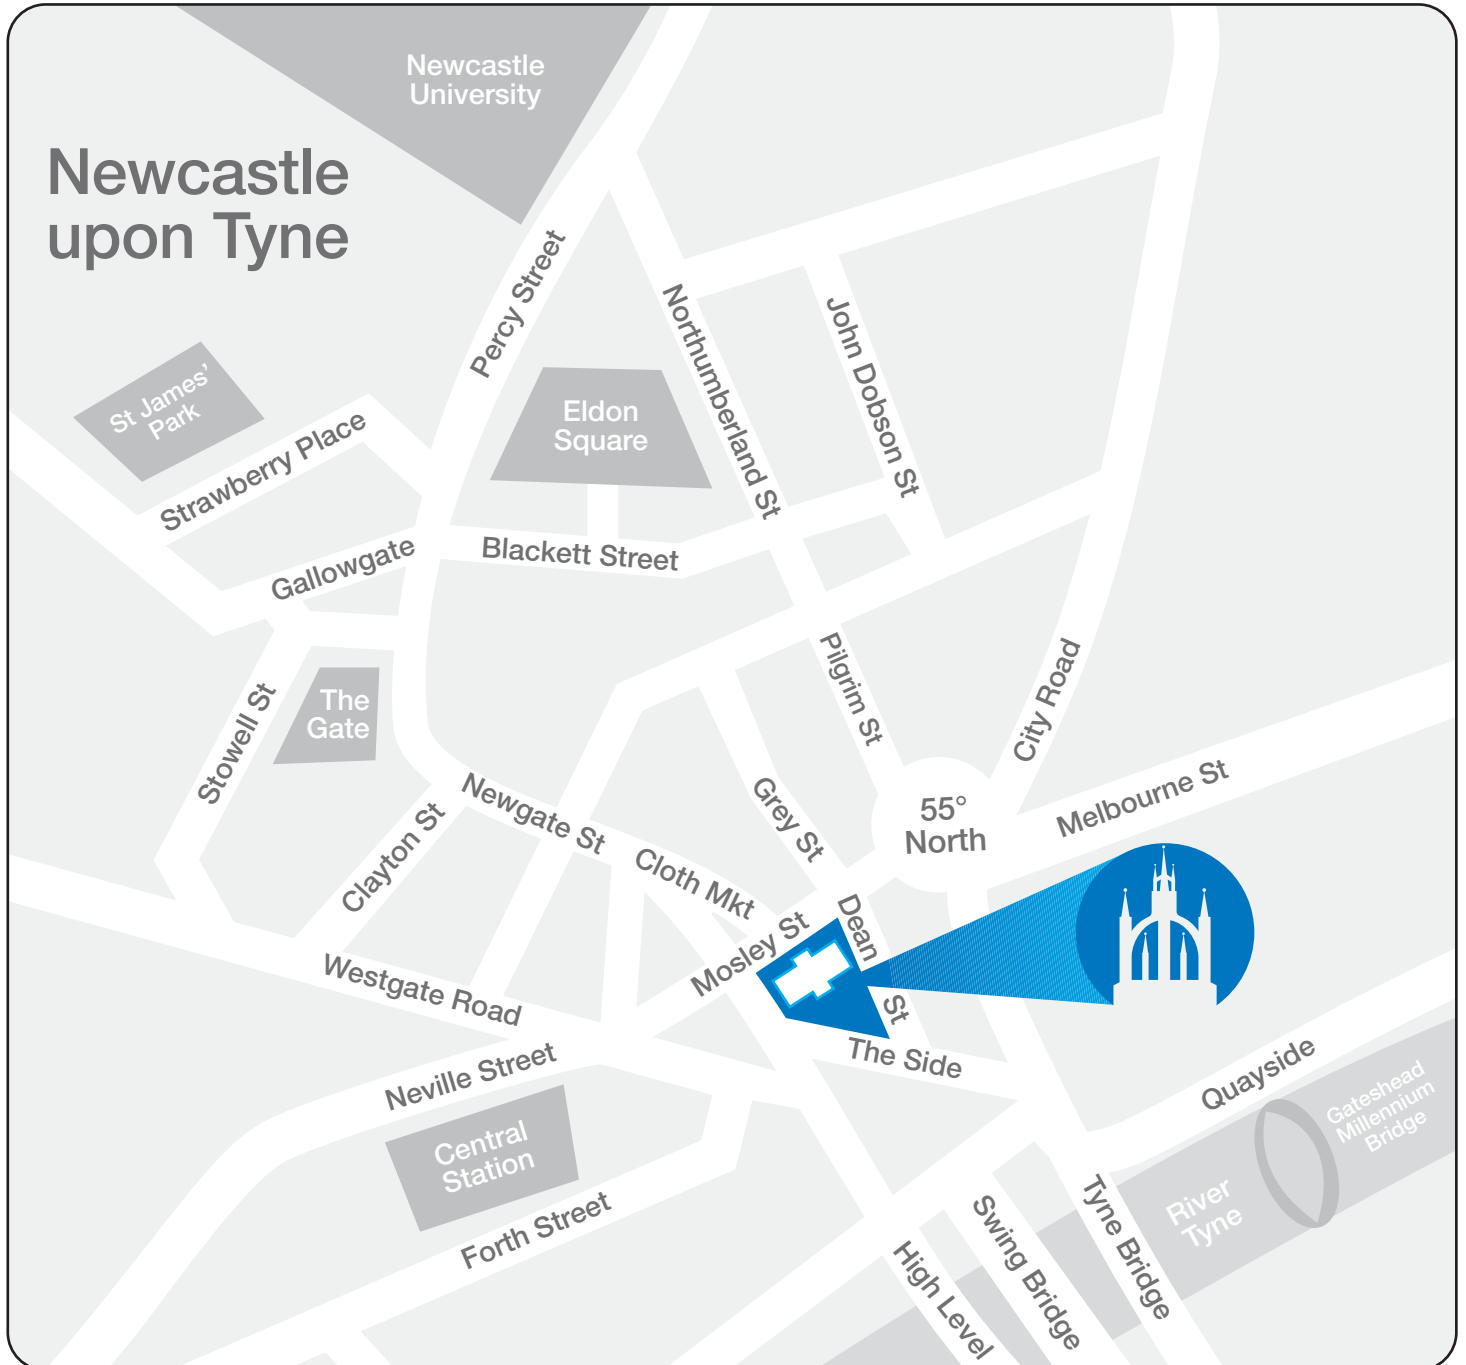 Newcastle
University
Newcastle
upon Tyne
Percy Street
Northumberland St
John Dobson St
St James'
Park
Strawberry Place
Eldon
Square
Gallowgate
Blackett Street
Stowell St
The
Gate
Pilgrim St
City Road
Clayton St
Newgate St
Grey St
55°
North
Melbourne St
Cloth Mkt
Mosley St
Dean St
Westgate Road
The Side
Neville Street
Quayside
Gateshead
Millennium
Bridge
Central
Station
Forth Street
River
Tyne
Tyne Bridge
Swing Bridge
High Level